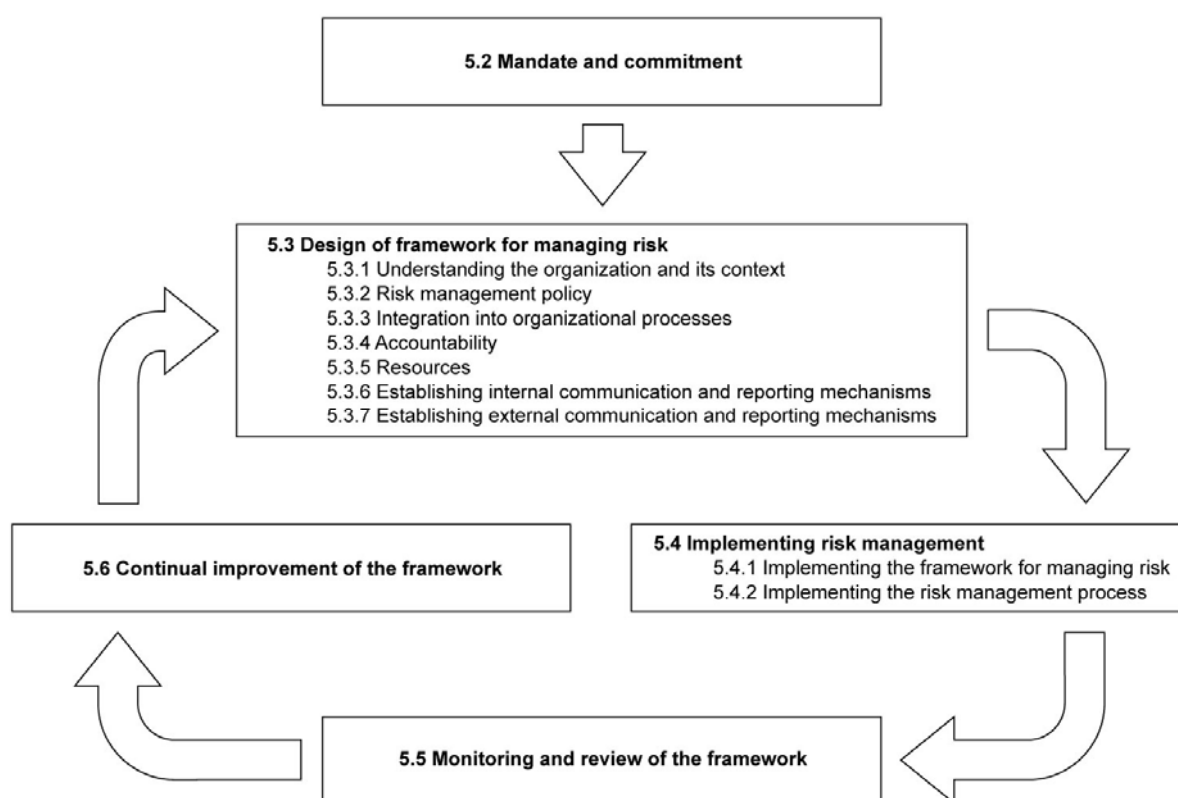 5.2 Mandate and commitment
5.3 Design of framework for managing risk
5.3.1 Understanding the organization and its context
5.3.2 Risk management policy
5.3.3 Integration into organizational processes
5.3.4 Accountability
5.3.5 Resources
5.3.6 Establishing internal communication and reporting mechanisms
5.3.7 Establishing external communication and reporting mechanisms
5.4 Implementing risk management
5.4.1 Implementing the framework for managing risk
5.4.2 Implementing the risk management process
5.6 Continual improvement of the framework
5.5 Monitoring and review of the framework